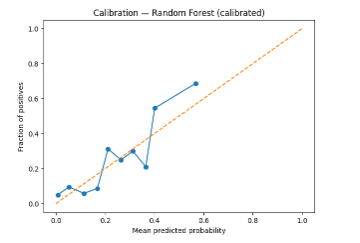 Calibration — Random Forest (calibrated)
1.0
0.8
0.6
0.4
0.2
0.0
Fraction of positives
0.0 0.2 0.4 0.6 0.8 1.0
Mean predicted probability